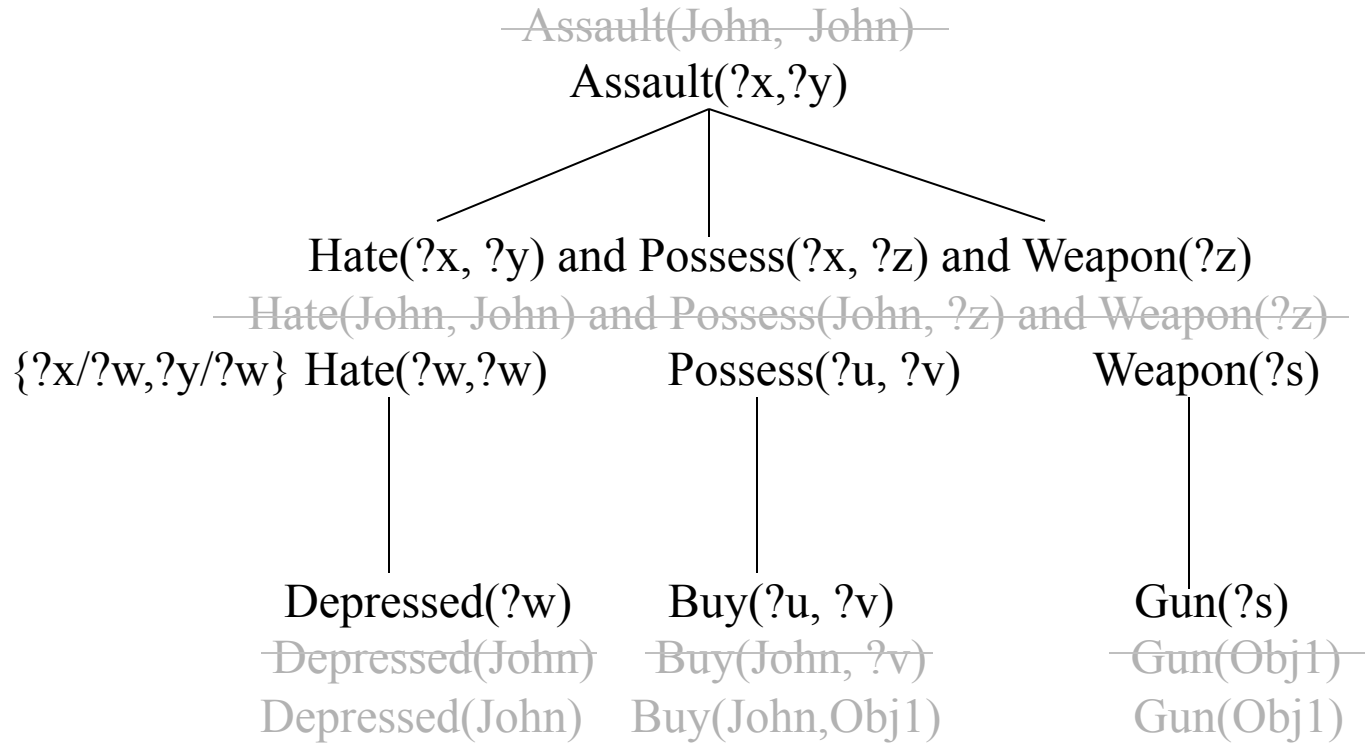 Assault(John, John)
Assault(?x,?y)
Hate(?x, ?y) and Possess(?x, ?z) and Weapon(?z)
Hate(John, John) and Possess(John, ?z) and Weapon(?z)
{?x/?w,?y/?w} Hate(?w,?w) Possess(?u, ?v) Weapon(?s)
Depressed(?w) Buy(?u, ?v) Gun(?s)
Depressed(John) Buy(John, ?v) Gun(Obj1)
Depressed(John) Buy(John,Obj1) Gun(Obj1)